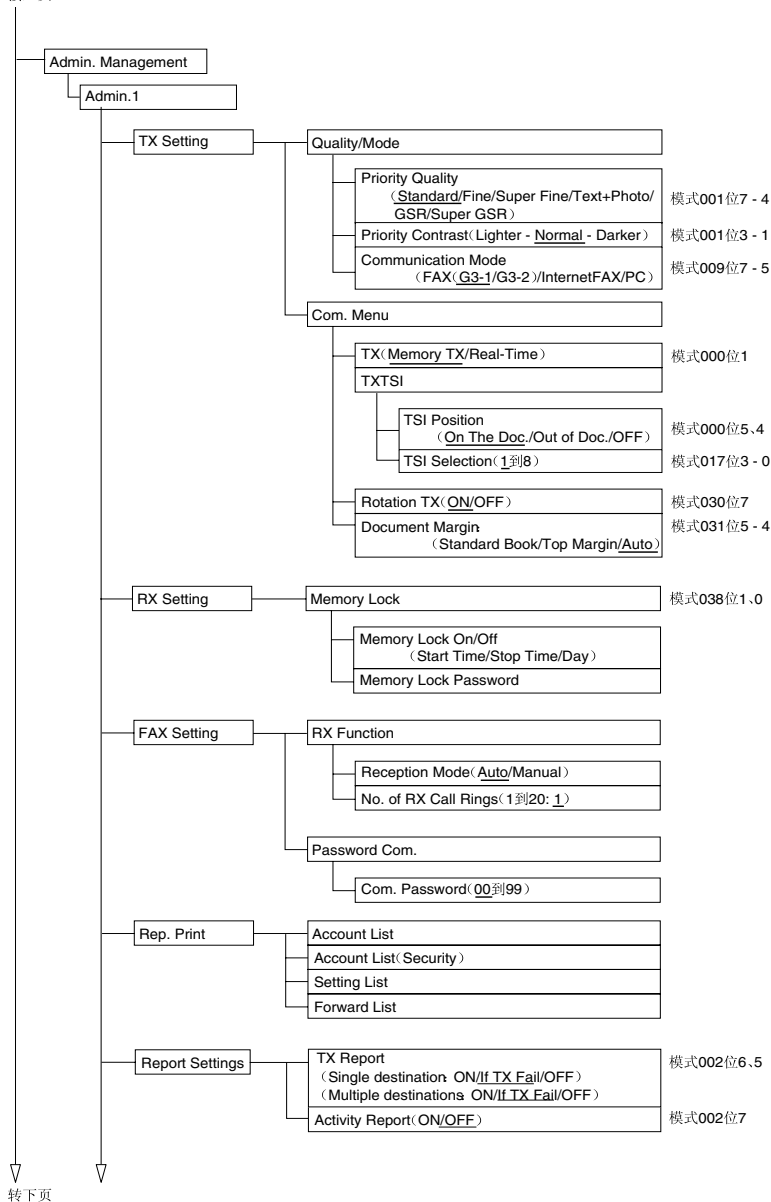 Admin. Management
Admin.1
TX Setting
Quality/Mode
Priority Quality
（Standard/Fine/Super Fine/Text+Photo/
GSR/Super GSR）
模式001位7 - 4
Priority Contrast（Lighter - Normal - Darker）
模式001位3 - 1
Communication Mode
（FAX（G3-1/G3-2）/InternetFAX/PC）
模式009位7 - 5
Com. Menu
TX（Memory TX/Real-Time）
模式000位1
TXTSI
TSI Position
（On The Doc./Out of Doc./OFF）
模式000位5、4
TSI Selection（1到8）
模式017位3 - 0
Rotation TX（ON/OFF）
模式030位7
Document Margin:
（Standard Book/Top Margin/Auto）
模式031位5 - 4
RX Setting
Memory Lock
模式038位1、0
Memory Lock On/Off
（Start Time/Stop Time/Day）
Memory Lock Password
FAX Setting
RX Function
Reception Mode（Auto/Manual）
No. of RX Call Rings（1到20: 1）
Password Com.
Com. Password（00到99）
Rep. Print
Account List
Account List（Security）
Setting List
Forward List
Report Settings
TX Report
（Single destination: ON/If TX Fail/OFF）
（Multiple destinations: ON/If TX Fail/OFF）
模式002位6、5
Activity Report（ON/OFF）
模式002位7
转下页